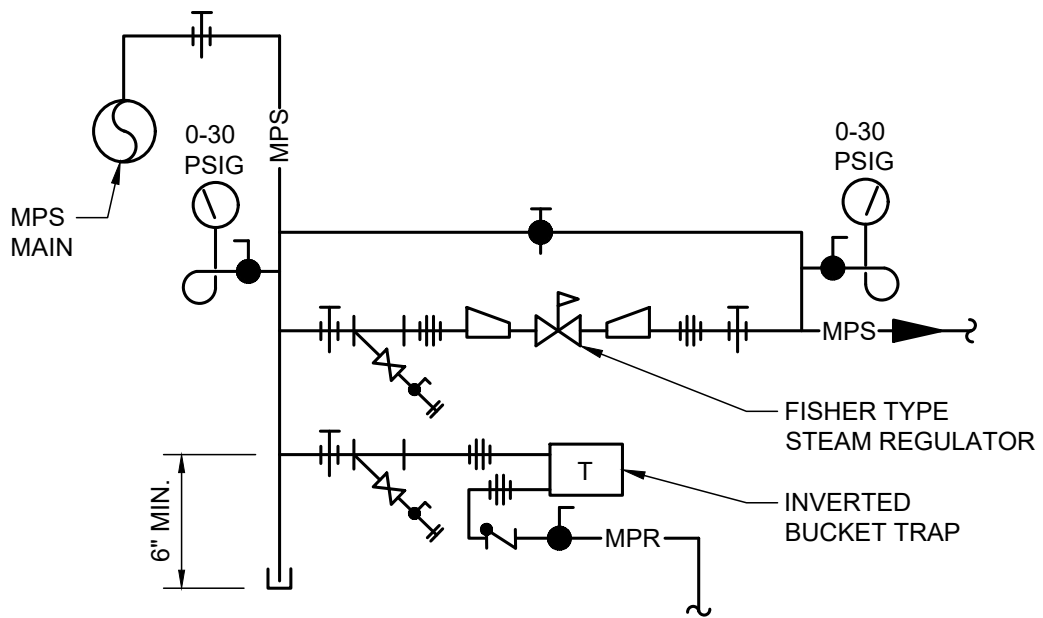 MPS
0-30
PSIG
0-30
PSIG
MPS
MAIN
MPS
FISHER TYPE
STEAM REGULATOR
T
6" MIN.
INVERTED
BUCKET TRAP
MPR